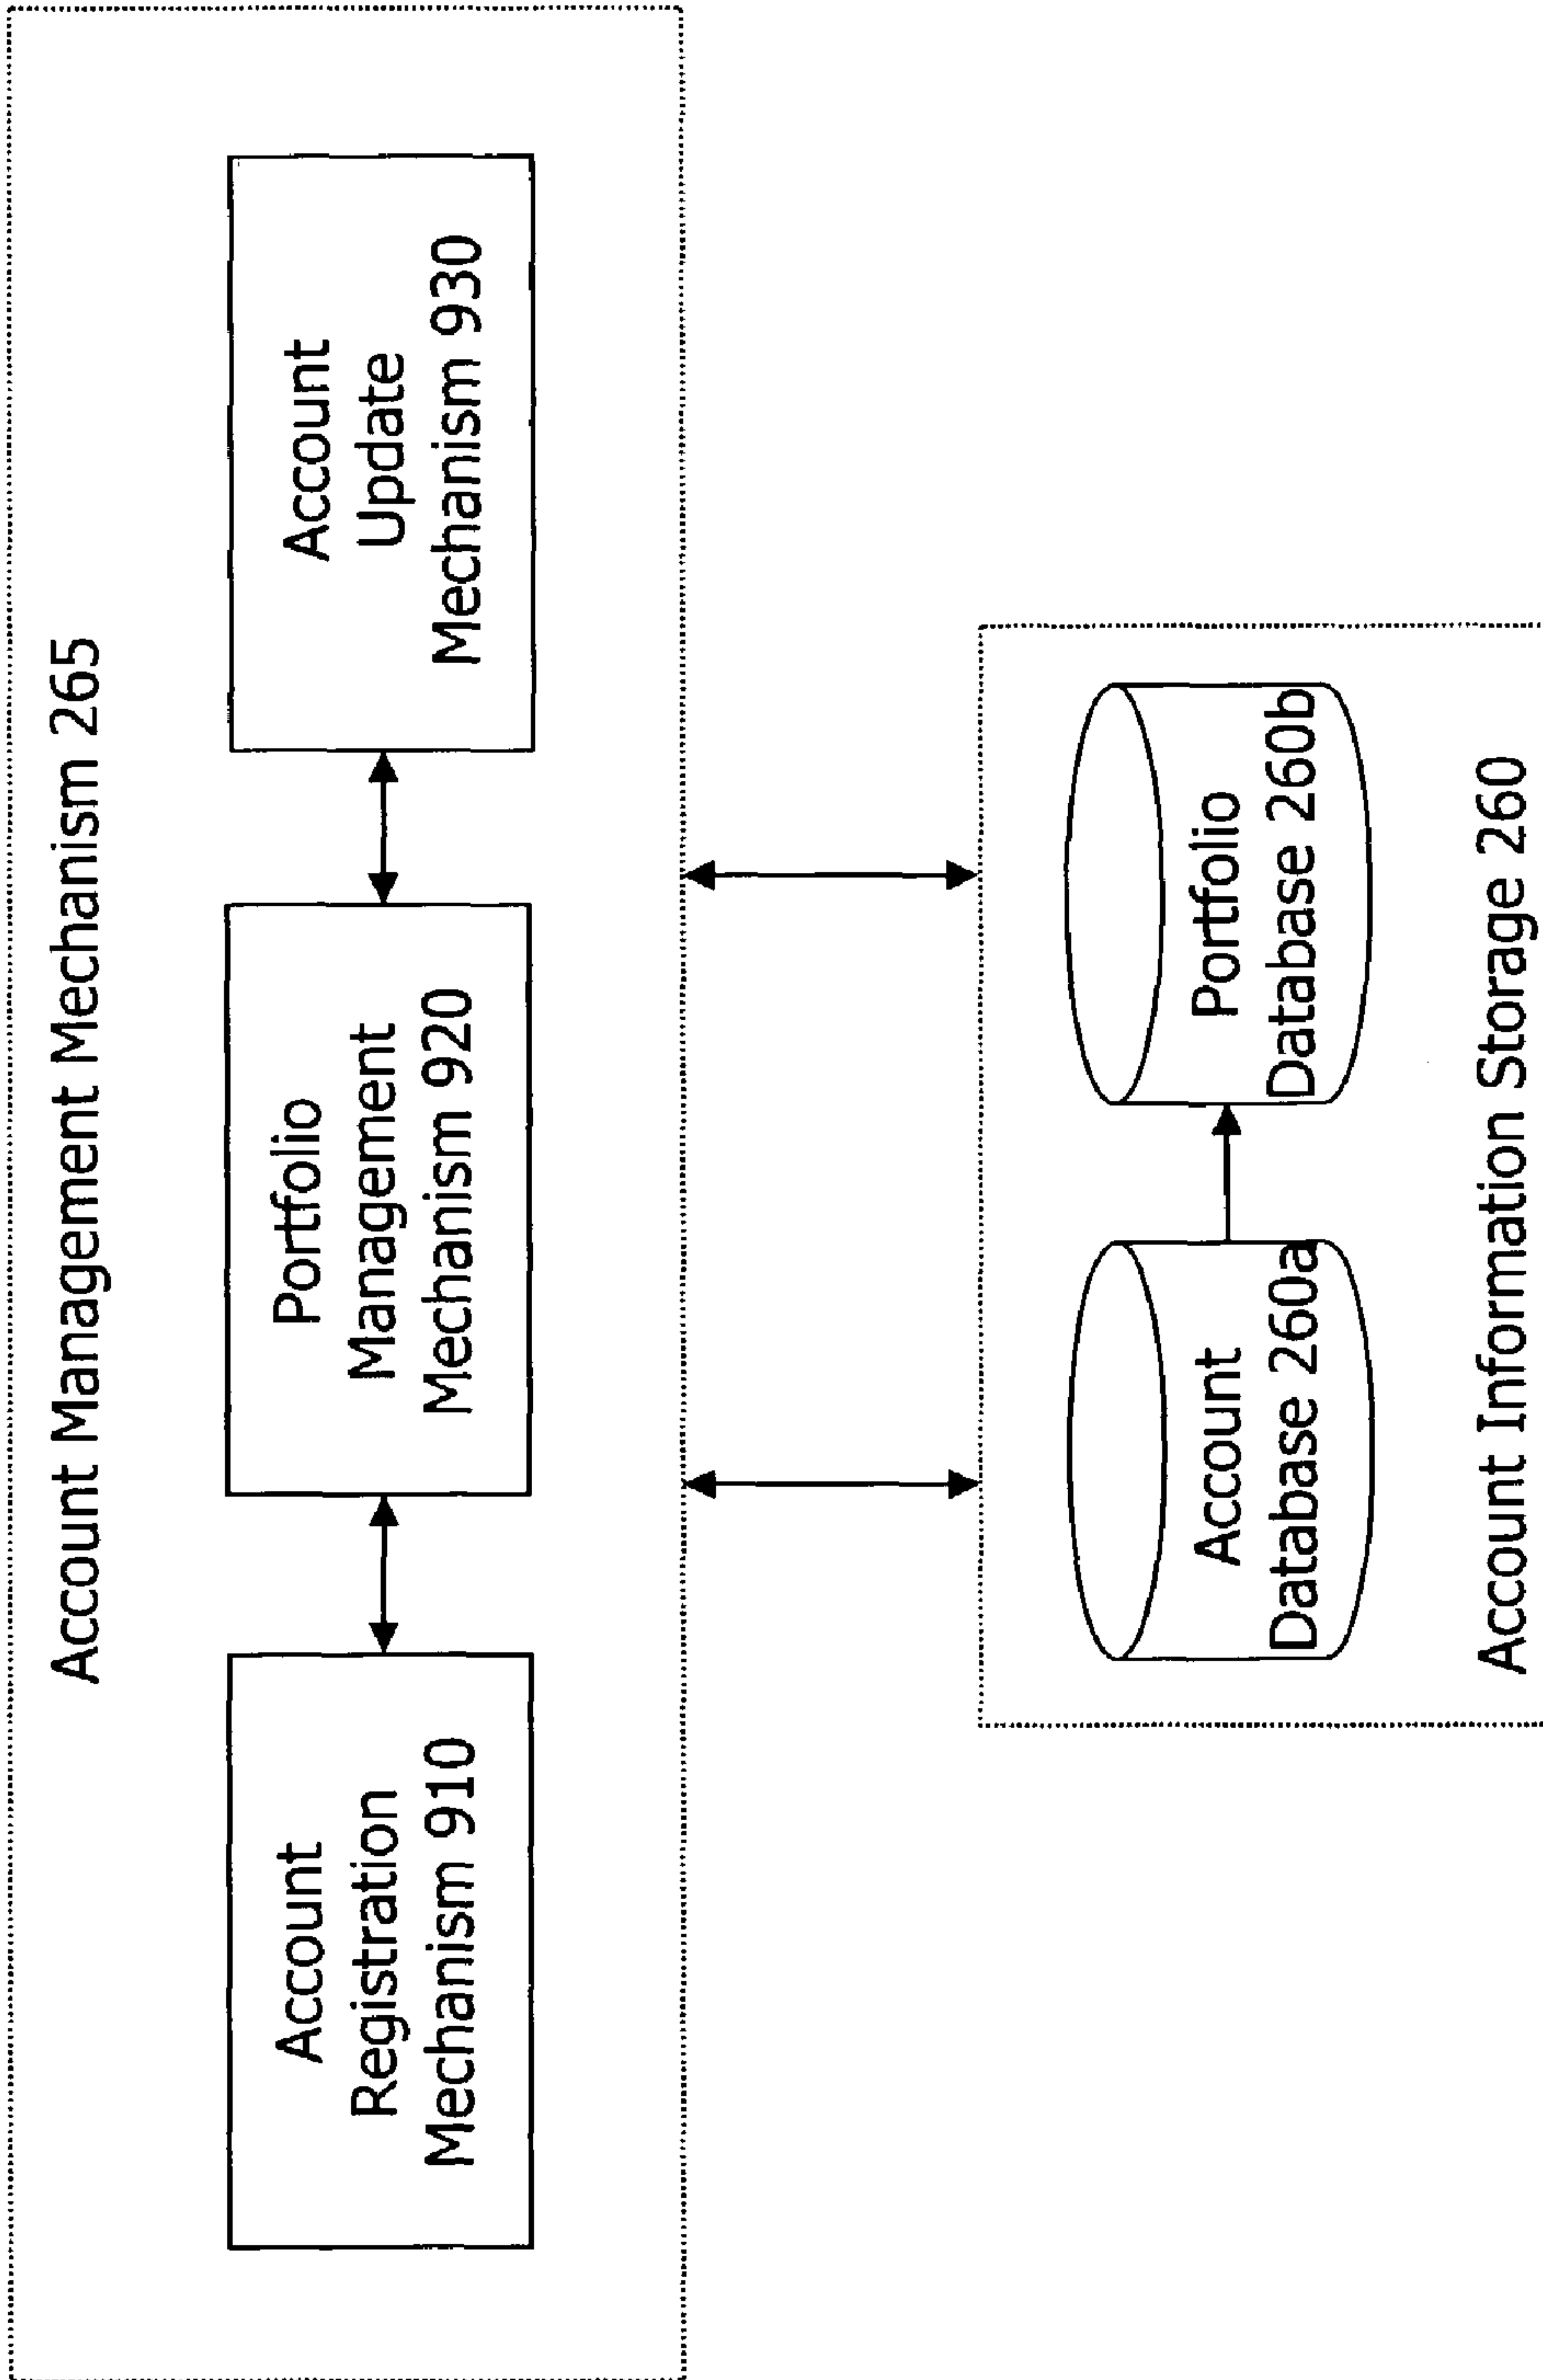 Account Management Mechanism 265
Account
Registration
Mechanism 910
Portfolio
Management
Mechanism 920
Account
Update
Mechanism 930
Account
Database 260a
Portfolio
Database 260b
Account Information Storage 260